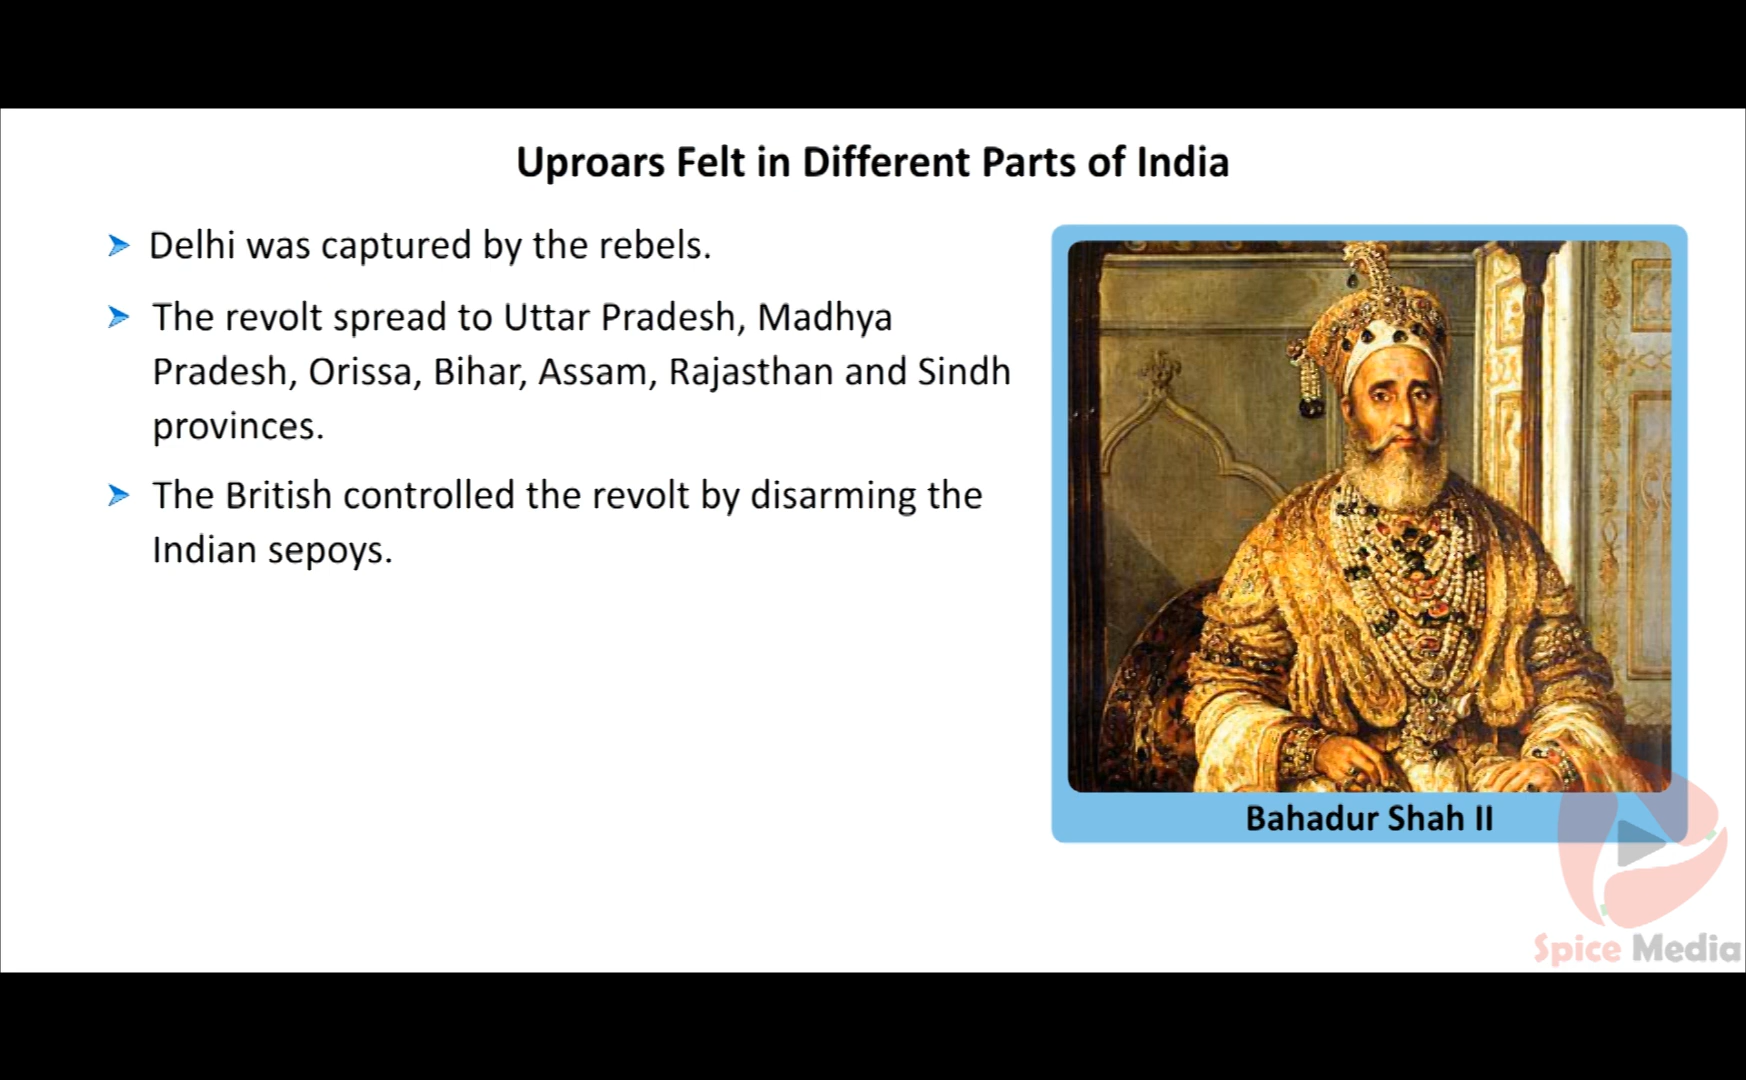 Uproars Felt in Different Parts of India
Delhi was captured by the rebels.
The revolt spread to Uttar Pradesh, Madhya
Pradesh, Orissa, Bihar, Assam, Rajasthan and Sindh
provinces.
The British controlled the revolt by disarming the
Indian sepoys.
Bahadur Shah II
Spice Media